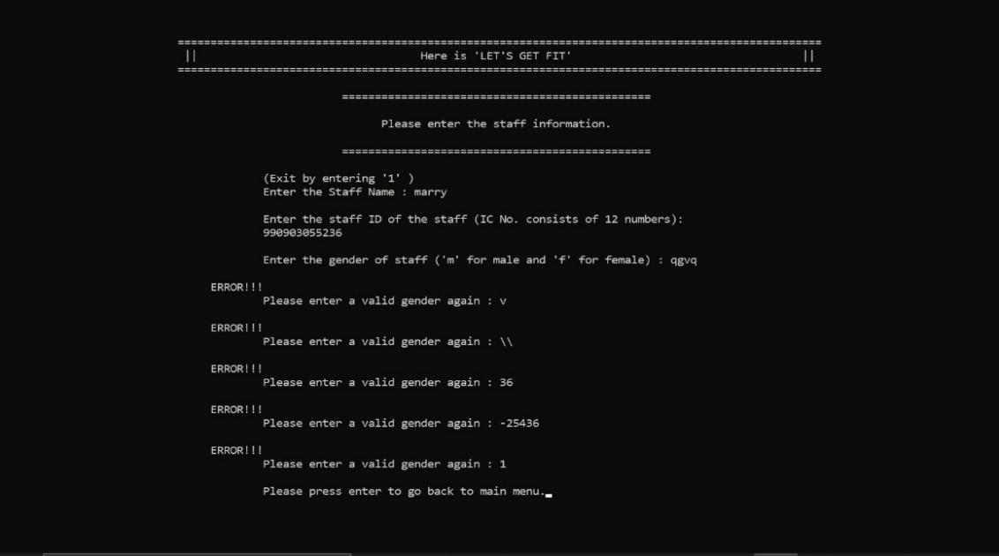 ==================================================================================================
|| Here is 'LET'S GET FIT' ||
==================================================================================================
===============================================
Please enter the staff information.
===============================================
(Exit by entering '1' )
Enter the Staff Name : marry
Enter the staff ID of the staff (IC No. consists of 12 numbers):
990903055236
Enter the gender of staff ('m' for male and 'f' for female) : qgvq
ERROR!!!
Please enter a valid gender again : v
ERROR!!!
Please enter a valid gender again : \\
ERROR!!!
Please enter a valid gender again : 36
ERROR!!!
Please enter a valid gender again : -25436
ERROR!!!
Please enter a valid gender again : 1
Please press enter to go back to main menu.